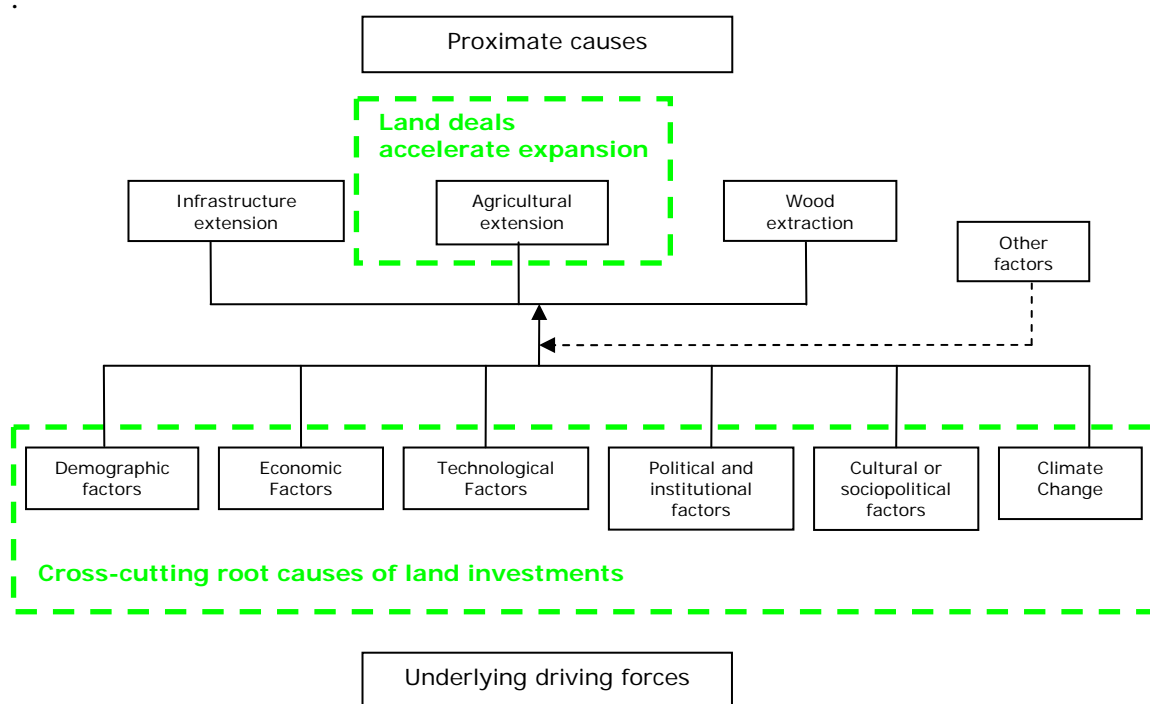 .
Proximate causes
Land deals
accelerate expansion
Infrastructure
extension
Agricultural
extension
Wood
extraction
Other
factors
Demographic
factors
Economic
Factors
Technological
Factors
Political and
institutional
factors
Cultural or
sociopolitical
factors
Climate
Change
Cross-cutting root causes of land investments
Underlying driving forces